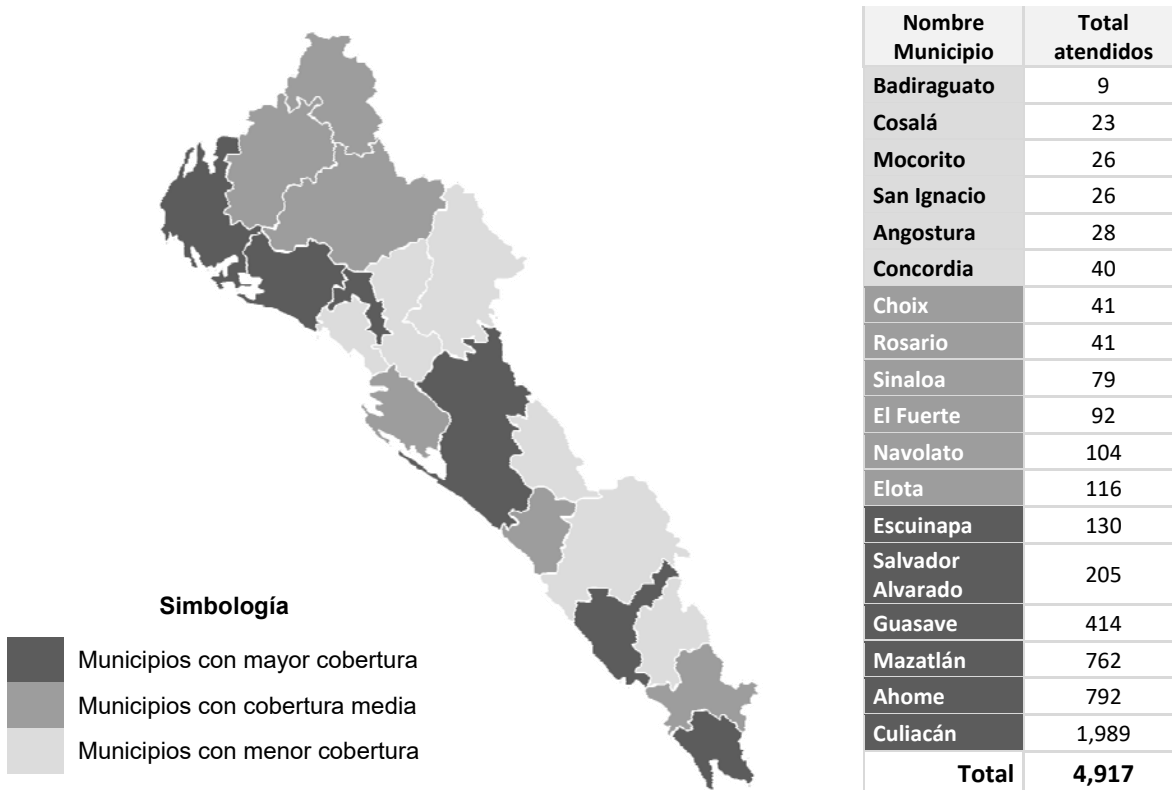 Nombre Municipio Total atendidos
Badiraguato 9
Cosalá 23
Mocorito 26
San Ignacio 26
Angostura 28
Concordia 40
Choix 41
Rosario 41
Sinaloa 79
El Fuerte 92
Navolato 104
Elota 116
Escuinapa 130
Salvador Alvarado 205
Guasave 414
Mazatlán 762
Ahome 792
Culiacán 1,989
Total 4,917
Simbología
Municipios con mayor cobertura
Municipios con cobertura media
Municipios con menor cobertura